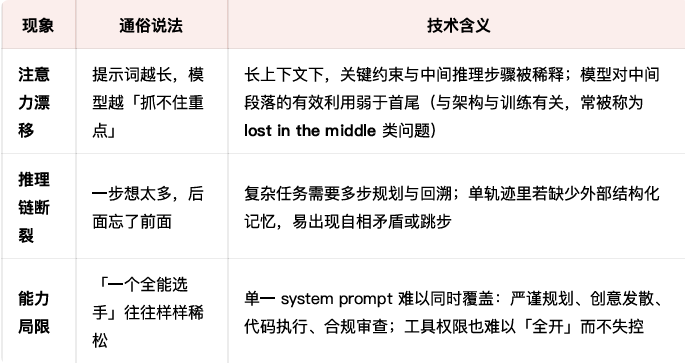 现象 通俗说法 技术含义
注意力漂移
提示词越长，模
型越「抓不住重
点」
长上下文下，关键约束与中间推理步骤被稀释；模型对中间
段落的有效利用弱于首尾（与架构与训练有关，常被称为
lost in the middle 类问题）
推理链断裂
一步想太多，后
面忘了前面
复杂任务需要多步规划与回溯；单轨迹里若缺少外部结构化
记忆，易出现自相矛盾或跳步
能力局限
「一个全能选
手」往往样样稀
松
单一 system prompt 难以同时覆盖：严谨规划、创意发散、
代码执行、合规审查；工具权限也难以「全开」而不失控